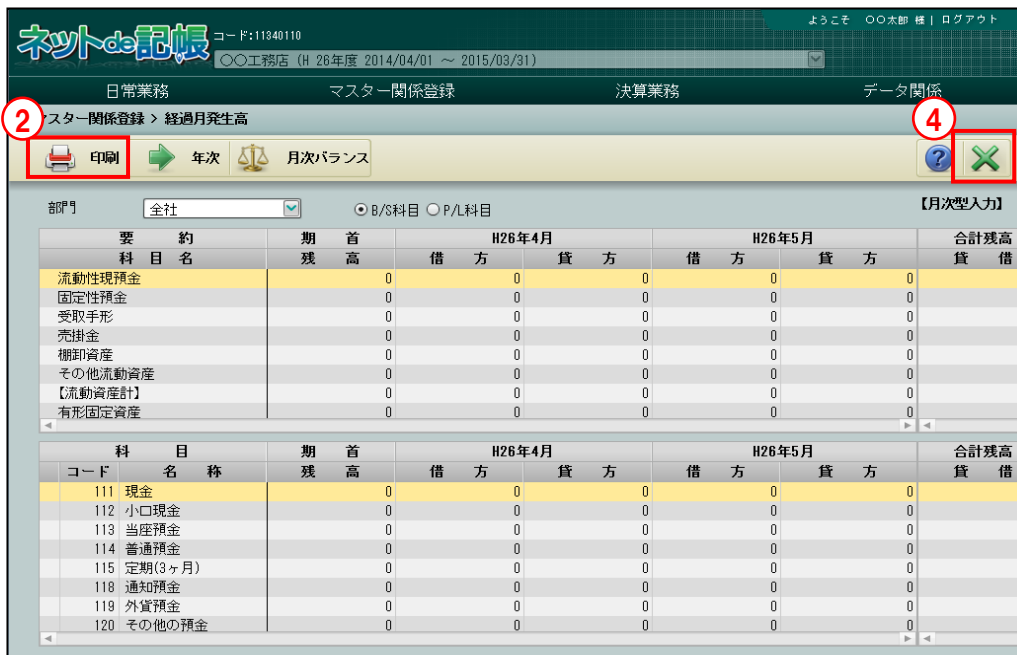 ようこそ ○○太郎 様 | ログアウト
ネットde記帳 コード:11340110
○○工務店 (H 26年度 2014/04/01 ～ 2015/03/31)
日常業務 マスター関係登録 決算業務 データ関係
② ④
スター関係登録 > 経過月発生高
印刷 年次 月次バランス ?
部門 全社 B/S科目 P/L科目 【月次型入力】
要約 期首 H26年4月 H26年5月 合計残高
科目名 残高 借方 貸方 借方 貸方 貸借
流動性現預金 0 0 0 0 0
固定性預金 0 0 0 0 0
受取手形 0 0 0 0 0
売掛金 0 0 0 0 0
棚卸資産 0 0 0 0 0
その他流動資産 0 0 0 0 0
【流動資産計】 0 0 0 0 0
有形固定資産 0 0 0 0 0
科目 期首 H26年4月 H26年5月 合計残高
コード 名称 残高 借方 貸方 借方 貸方 貸借
111 現金 0 0 0 0 0
112 小口現金 0 0 0 0 0
113 当座預金 0 0 0 0 0
114 普通預金 0 0 0 0 0
115 定期(3ヶ月) 0 0 0 0 0
118 通知預金 0 0 0 0 0
119 外貨預金 0 0 0 0 0
120 その他の預金 0 0 0 0 0